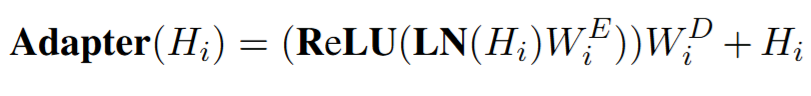 Adapter(H_i) = (ReLU(LN(H_i)W_i^E))W_i^D + H_i